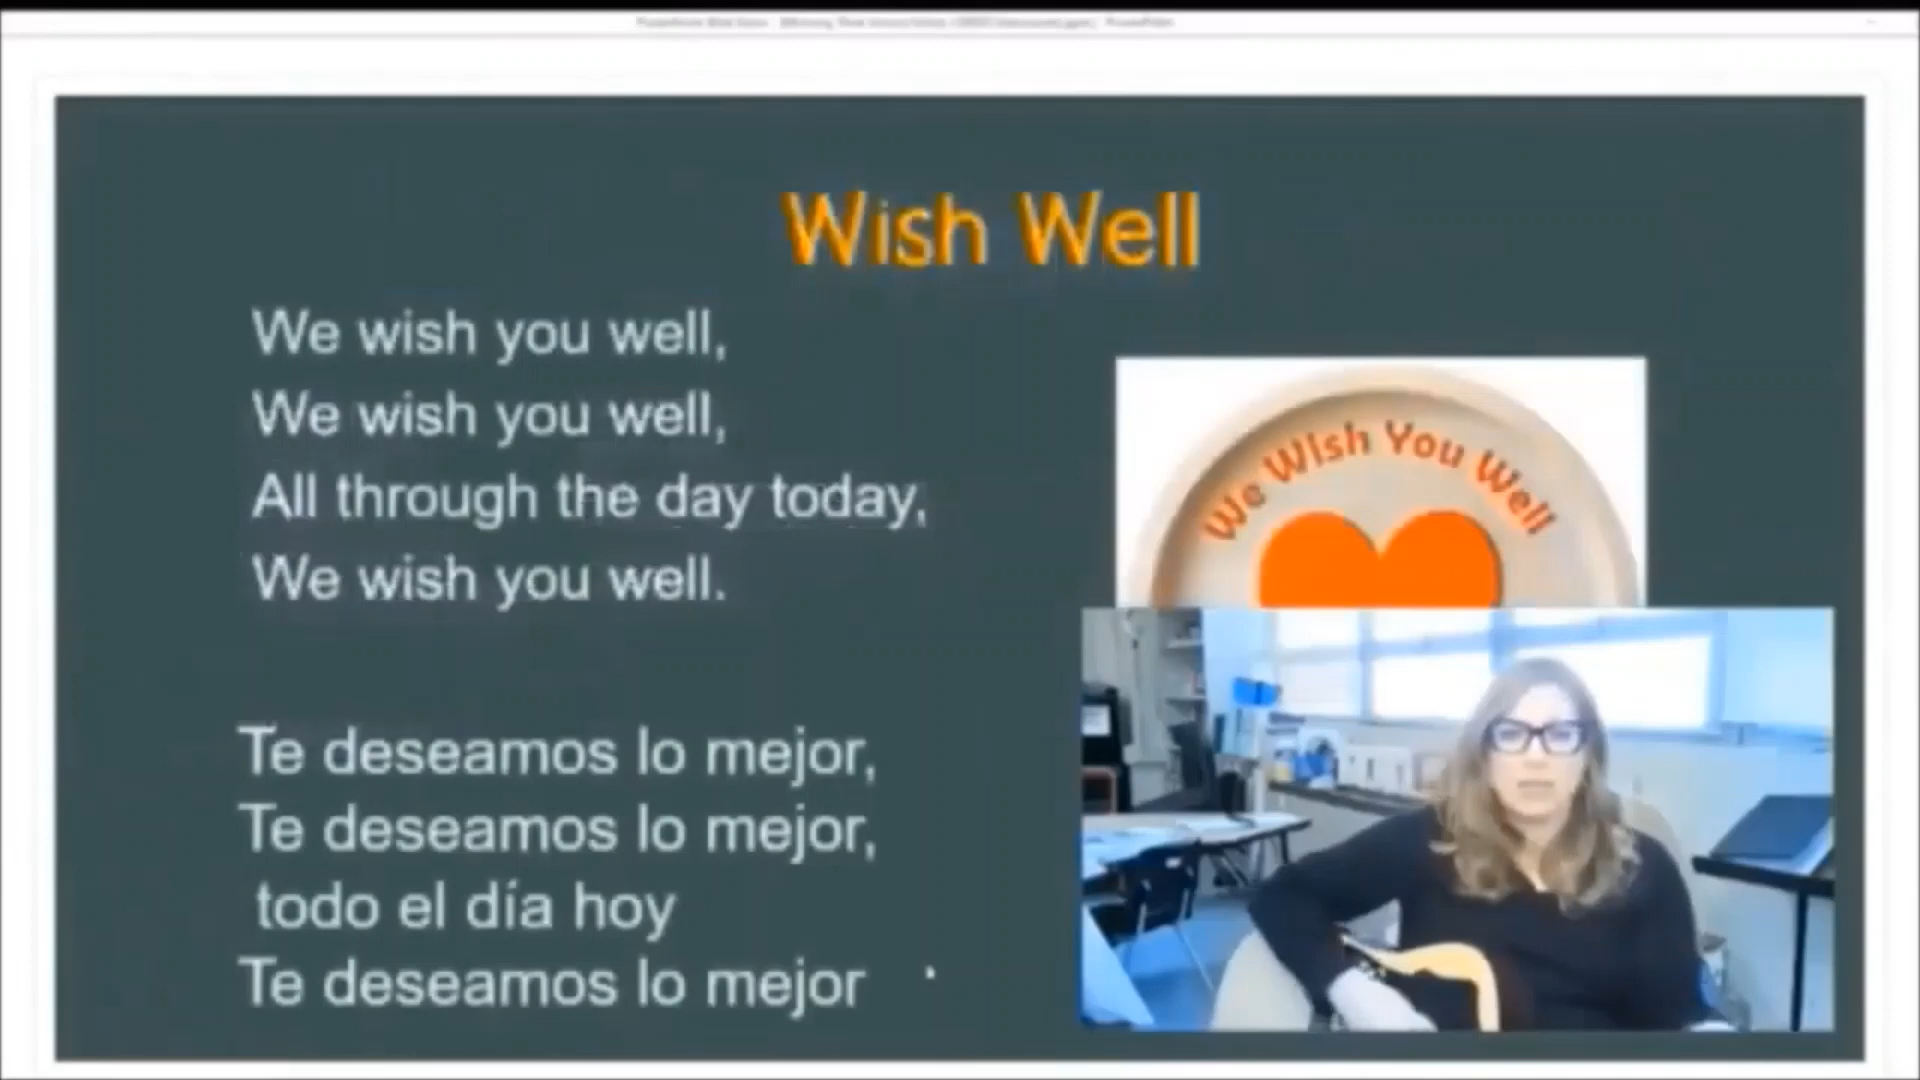 Wish Well
We wish you well,
We wish you well,
All through the day today,
We wish you well.
We Wish You Well
Te deseamos lo mejor,
Te deseamos lo mejor,
todo el día hoy
Te deseamos lo mejor